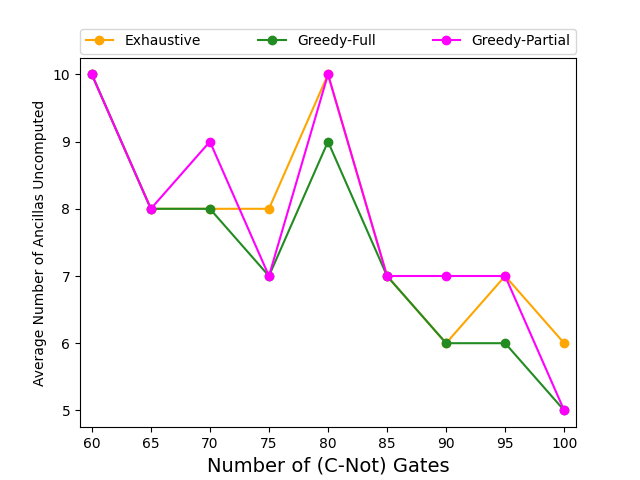 Exhaustive Greedy-Full Greedy-Partial
10
9
8
7
6
5
Average Number of Ancillas Uncomputed
60 65 70 75 80 85 90 95 100
Number of (C-Not) Gates